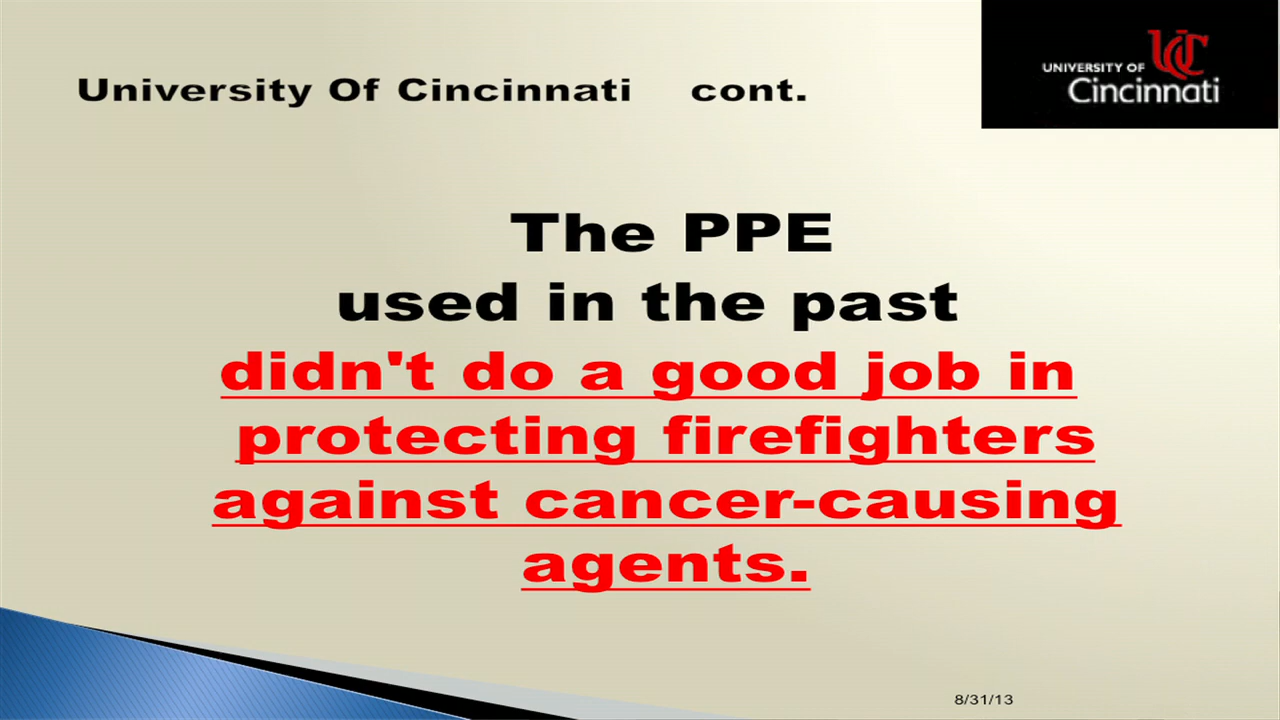 University Of Cincinnati cont.
UC
UNIVERSITY OF
Cincinnati
The PPE
used in the past
didn't do a good job in
protecting firefighters
against cancer-causing
agents.
8/31/13